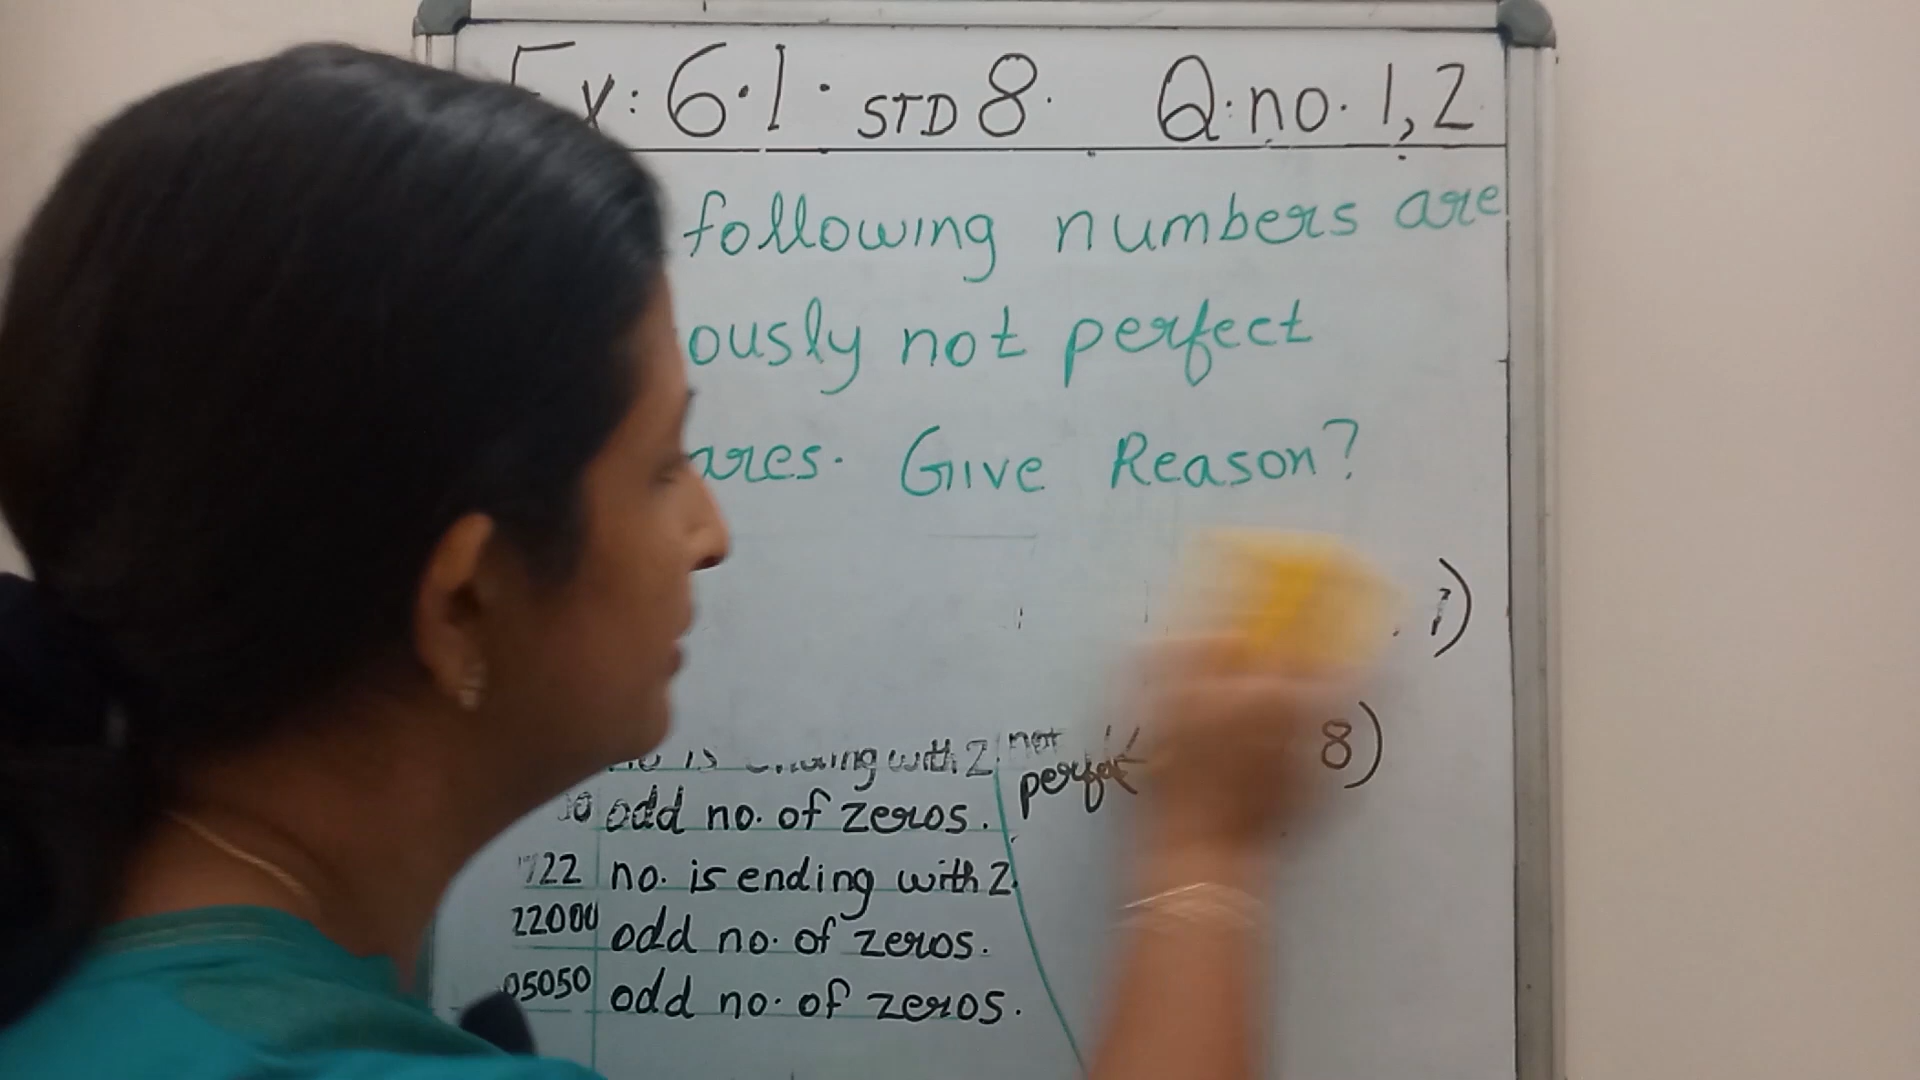 Ex: 6.1. STD 8. Q.no. 1,2
following numbers are
ously not perfect
ares. Give Reason?
1)
8)
no is ending with 2 not
perfect
odd no. of zeros.
722 no. is ending with 2.
22000 odd no. of zeros.
05050 odd no. of zeros.